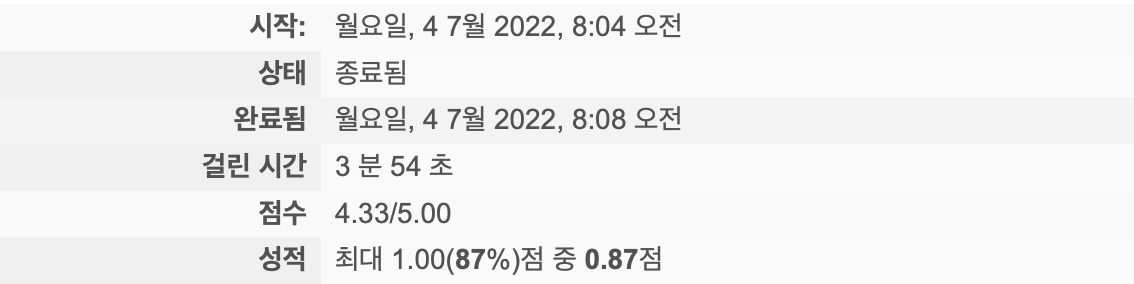 시작: 월요일, 4 7월 2022, 8:04 오전
상태 종료됨
완료됨 월요일, 4 7월 2022, 8:08 오전
걸린 시간 3 분 54 초
점수 4.33/5.00
성적 최대 1.00(87%)점 중 0.87점